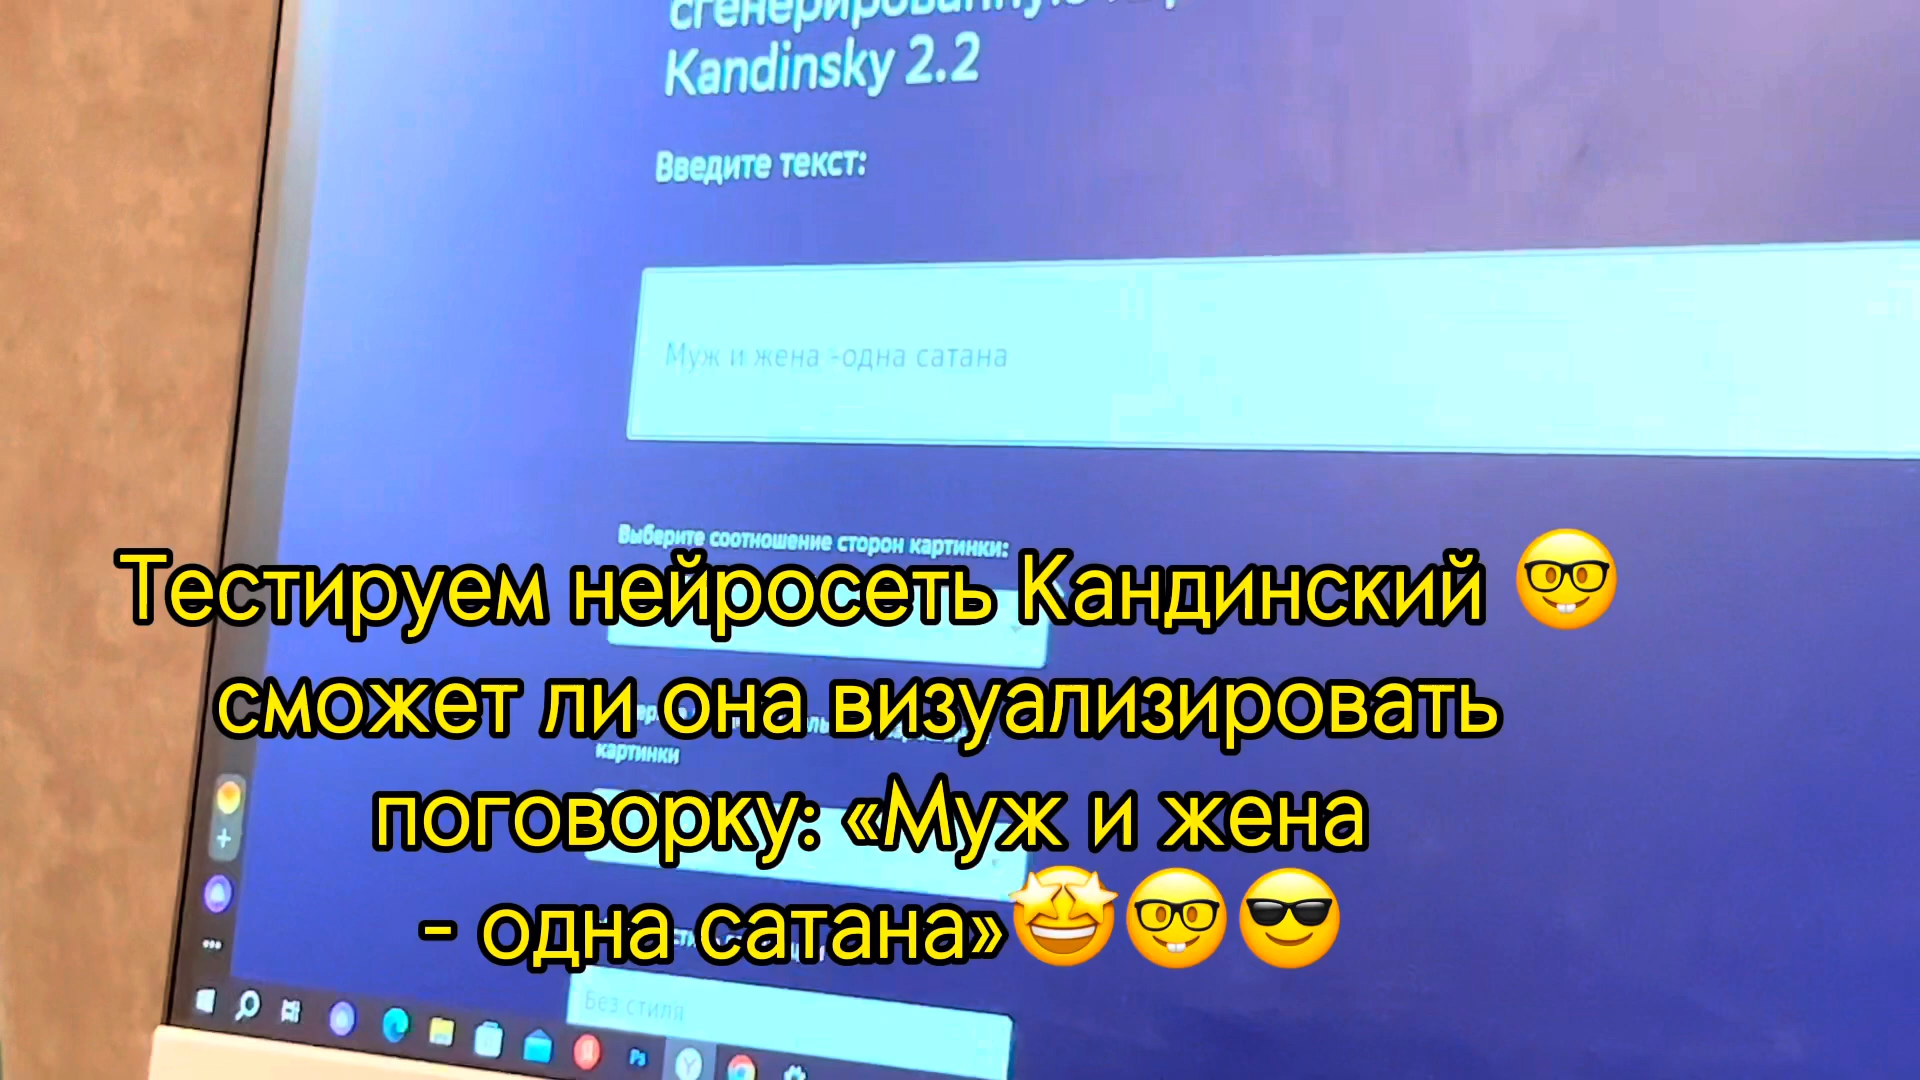 сгенерированную
Kandinsky 2.2
Введите текст:
Муж и жена -одна сатана
Выберите соотношение сторон картинки:
Тестируем нейросеть Кандинский 🤓
сможет ли она визуализировать
картинки
поговорку: «Муж и жена
- одна сатана»🤩🤓😎
Без стиля
Ps